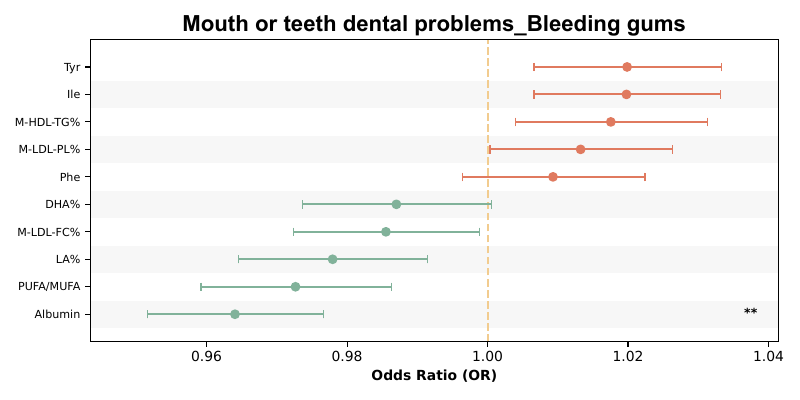 Mouth or teeth dental problems_Bleeding gums
Tyr
Ile
M-HDL-TG%
M-LDL-PL%
Phe
DHA%
M-LDL-FC%
LA%
PUFA/MUFA
Albumin **
0.96 0.98 1.00 1.02 1.04
Odds Ratio (OR)